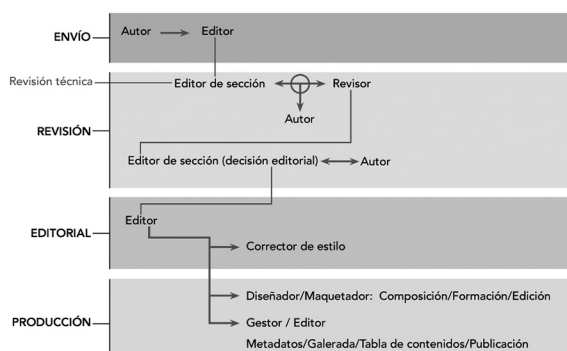 ENVÍO
Autor
Editor
Revisión técnica
Editor de sección
Revisor
Autor
REVISIÓN
Editor de sección (decisión editorial)
Autor
Editor
EDITORIAL
Corrector de estilo
Diseñador/Maquetador: Composición/Formación/Edición
PRODUCCIÓN
Gestor / Editor
Metadatos/Galerada/Tabla de contenidos/Publicación